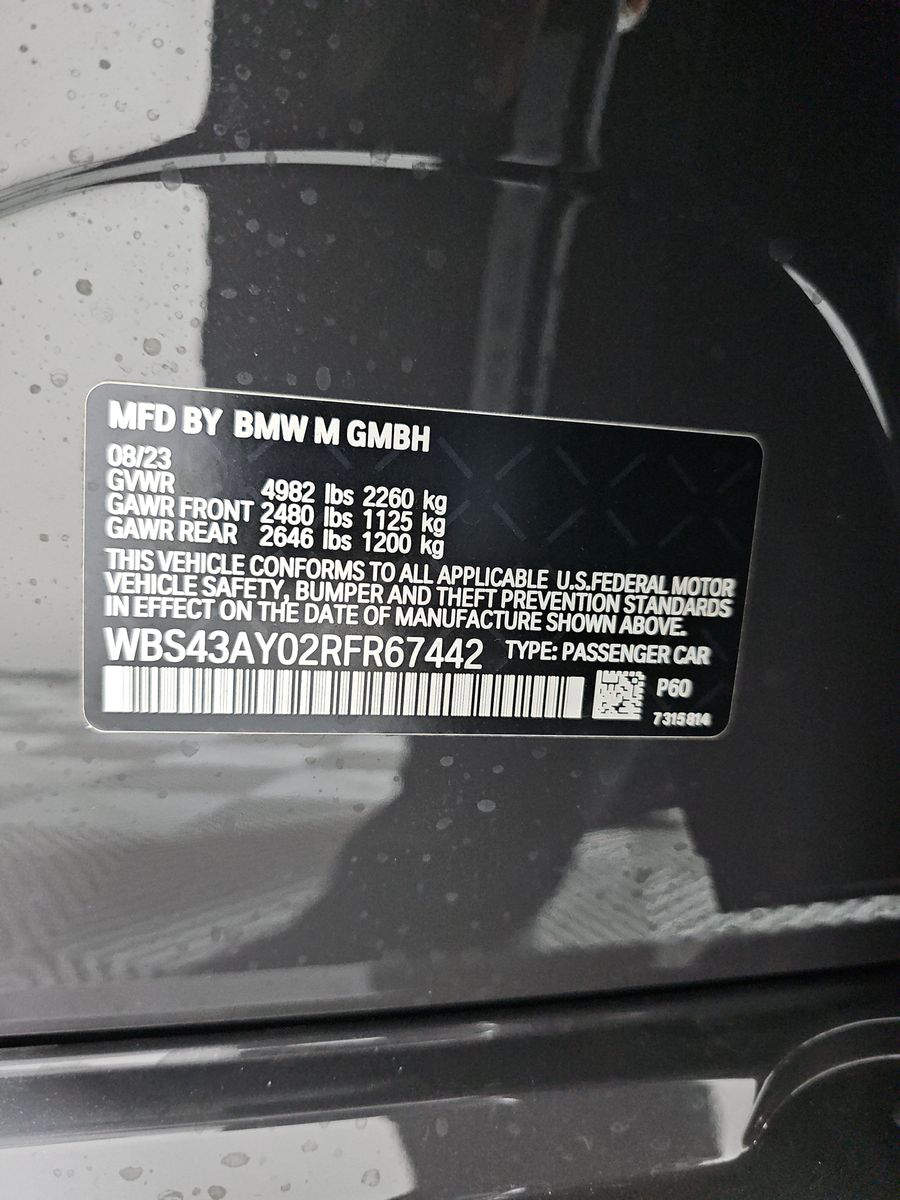 MFD BY BMW M GMBH
08/23
GVWR 4982 lbs 2260 kg
GAWR FRONT 2480 lbs 1125 kg
GAWR REAR 2646 lbs 1200 kg
THIS VEHICLE CONFORMS TO ALL APPLICABLE U.S.FEDERAL MOTOR
VEHICLE SAFETY, BUMPER AND THEFT PREVENTION STANDARDS
IN EFFECT ON THE DATE OF MANUFACTURE SHOWN ABOVE.
WBS43AY02RFR67442 TYPE: PASSENGER CAR
P60
7315814